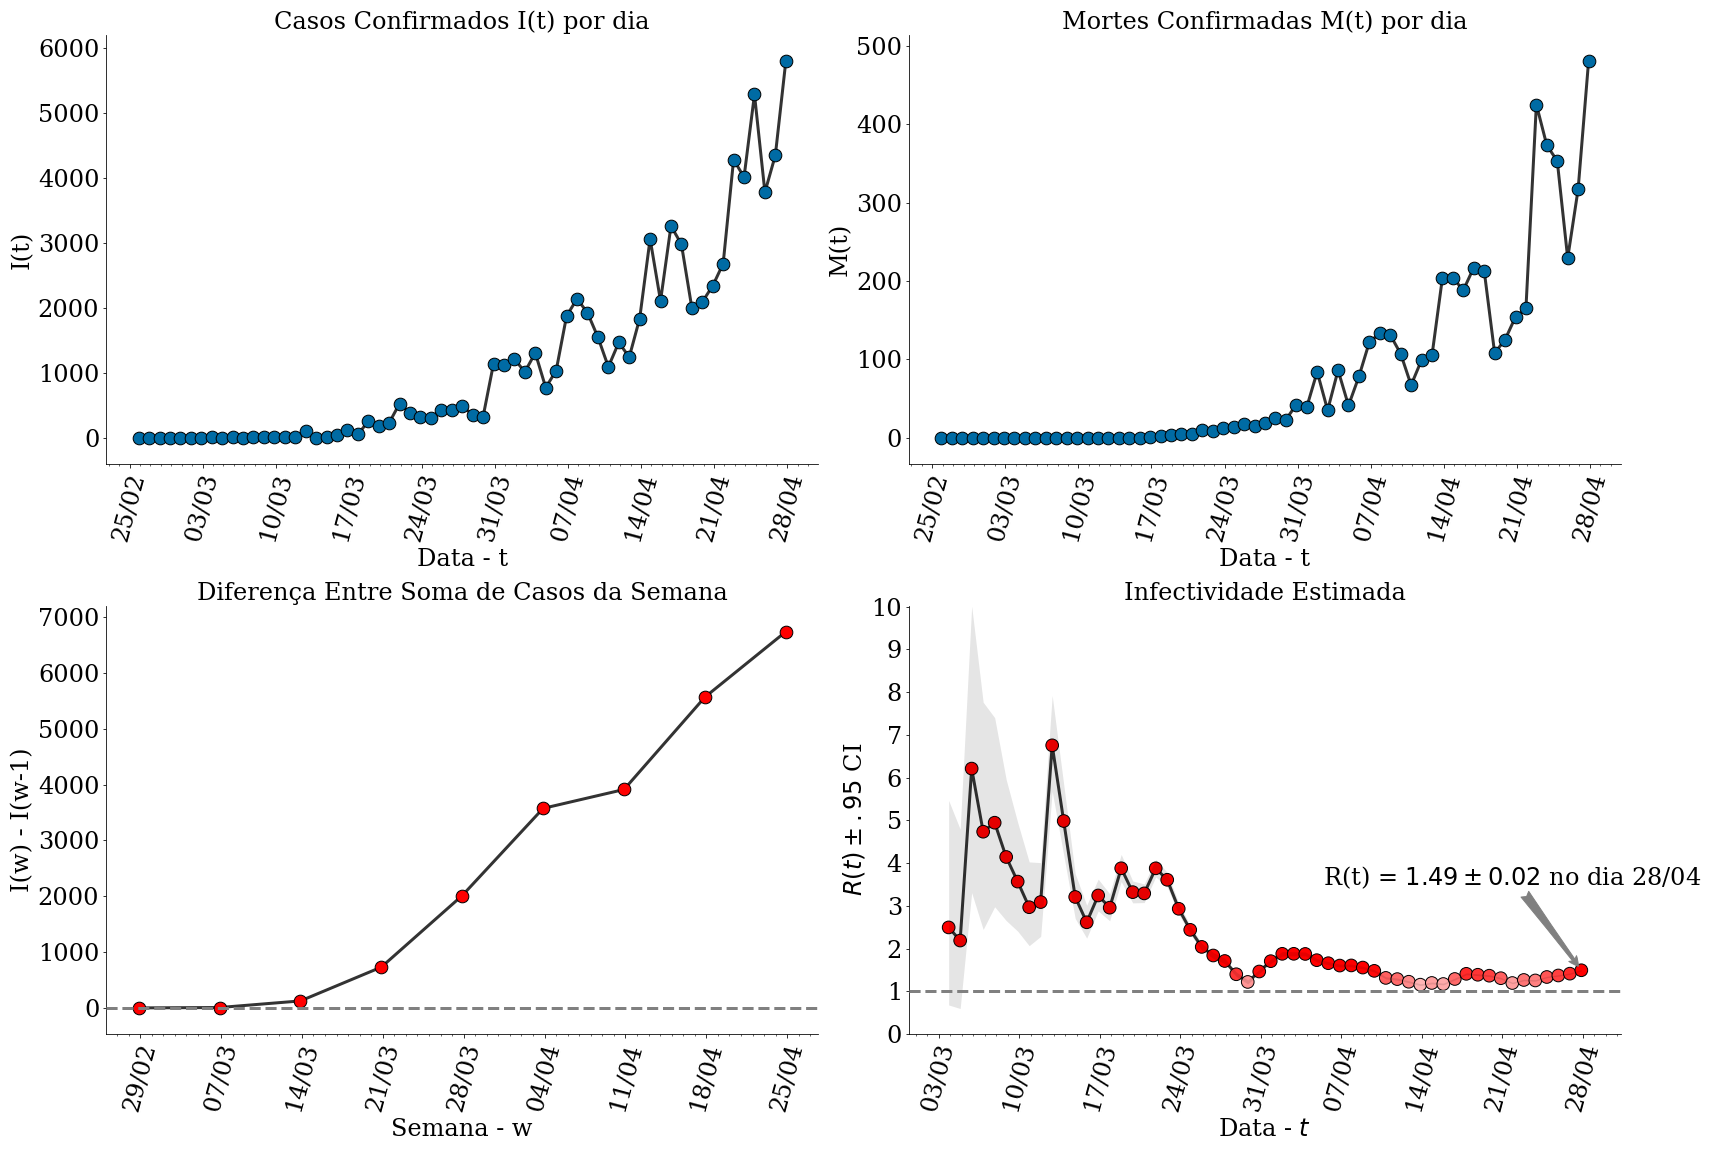 Casos Confirmados I(t) por dia
6000
5000
4000
3000
2000
1000
0
I(t)
25/02 03/03 10/03 17/03 24/03 31/03 07/04 14/04 21/04 28/04
Data - t
Mortes Confirmadas M(t) por dia
500
400
300
200
100
0
M(t)
25/02 03/03 10/03 17/03 24/03 31/03 07/04 14/04 21/04 28/04
Data - t
Diferença Entre Soma de Casos da Semana
7000
6000
5000
4000
3000
2000
1000
0
I(w) - I(w-1)
29/02 07/03 14/03 21/03 28/03 04/04 11/04 18/04 25/04
Semana - w
Infectividade Estimada
10
9
8
7
6
5
4
3
2
1
0
R(t) ± .95 CI
R(t) = 1.49 ± 0.02 no dia 28/04
03/03 10/03 17/03 24/03 31/03 07/04 14/04 21/04 28/04
Data - t